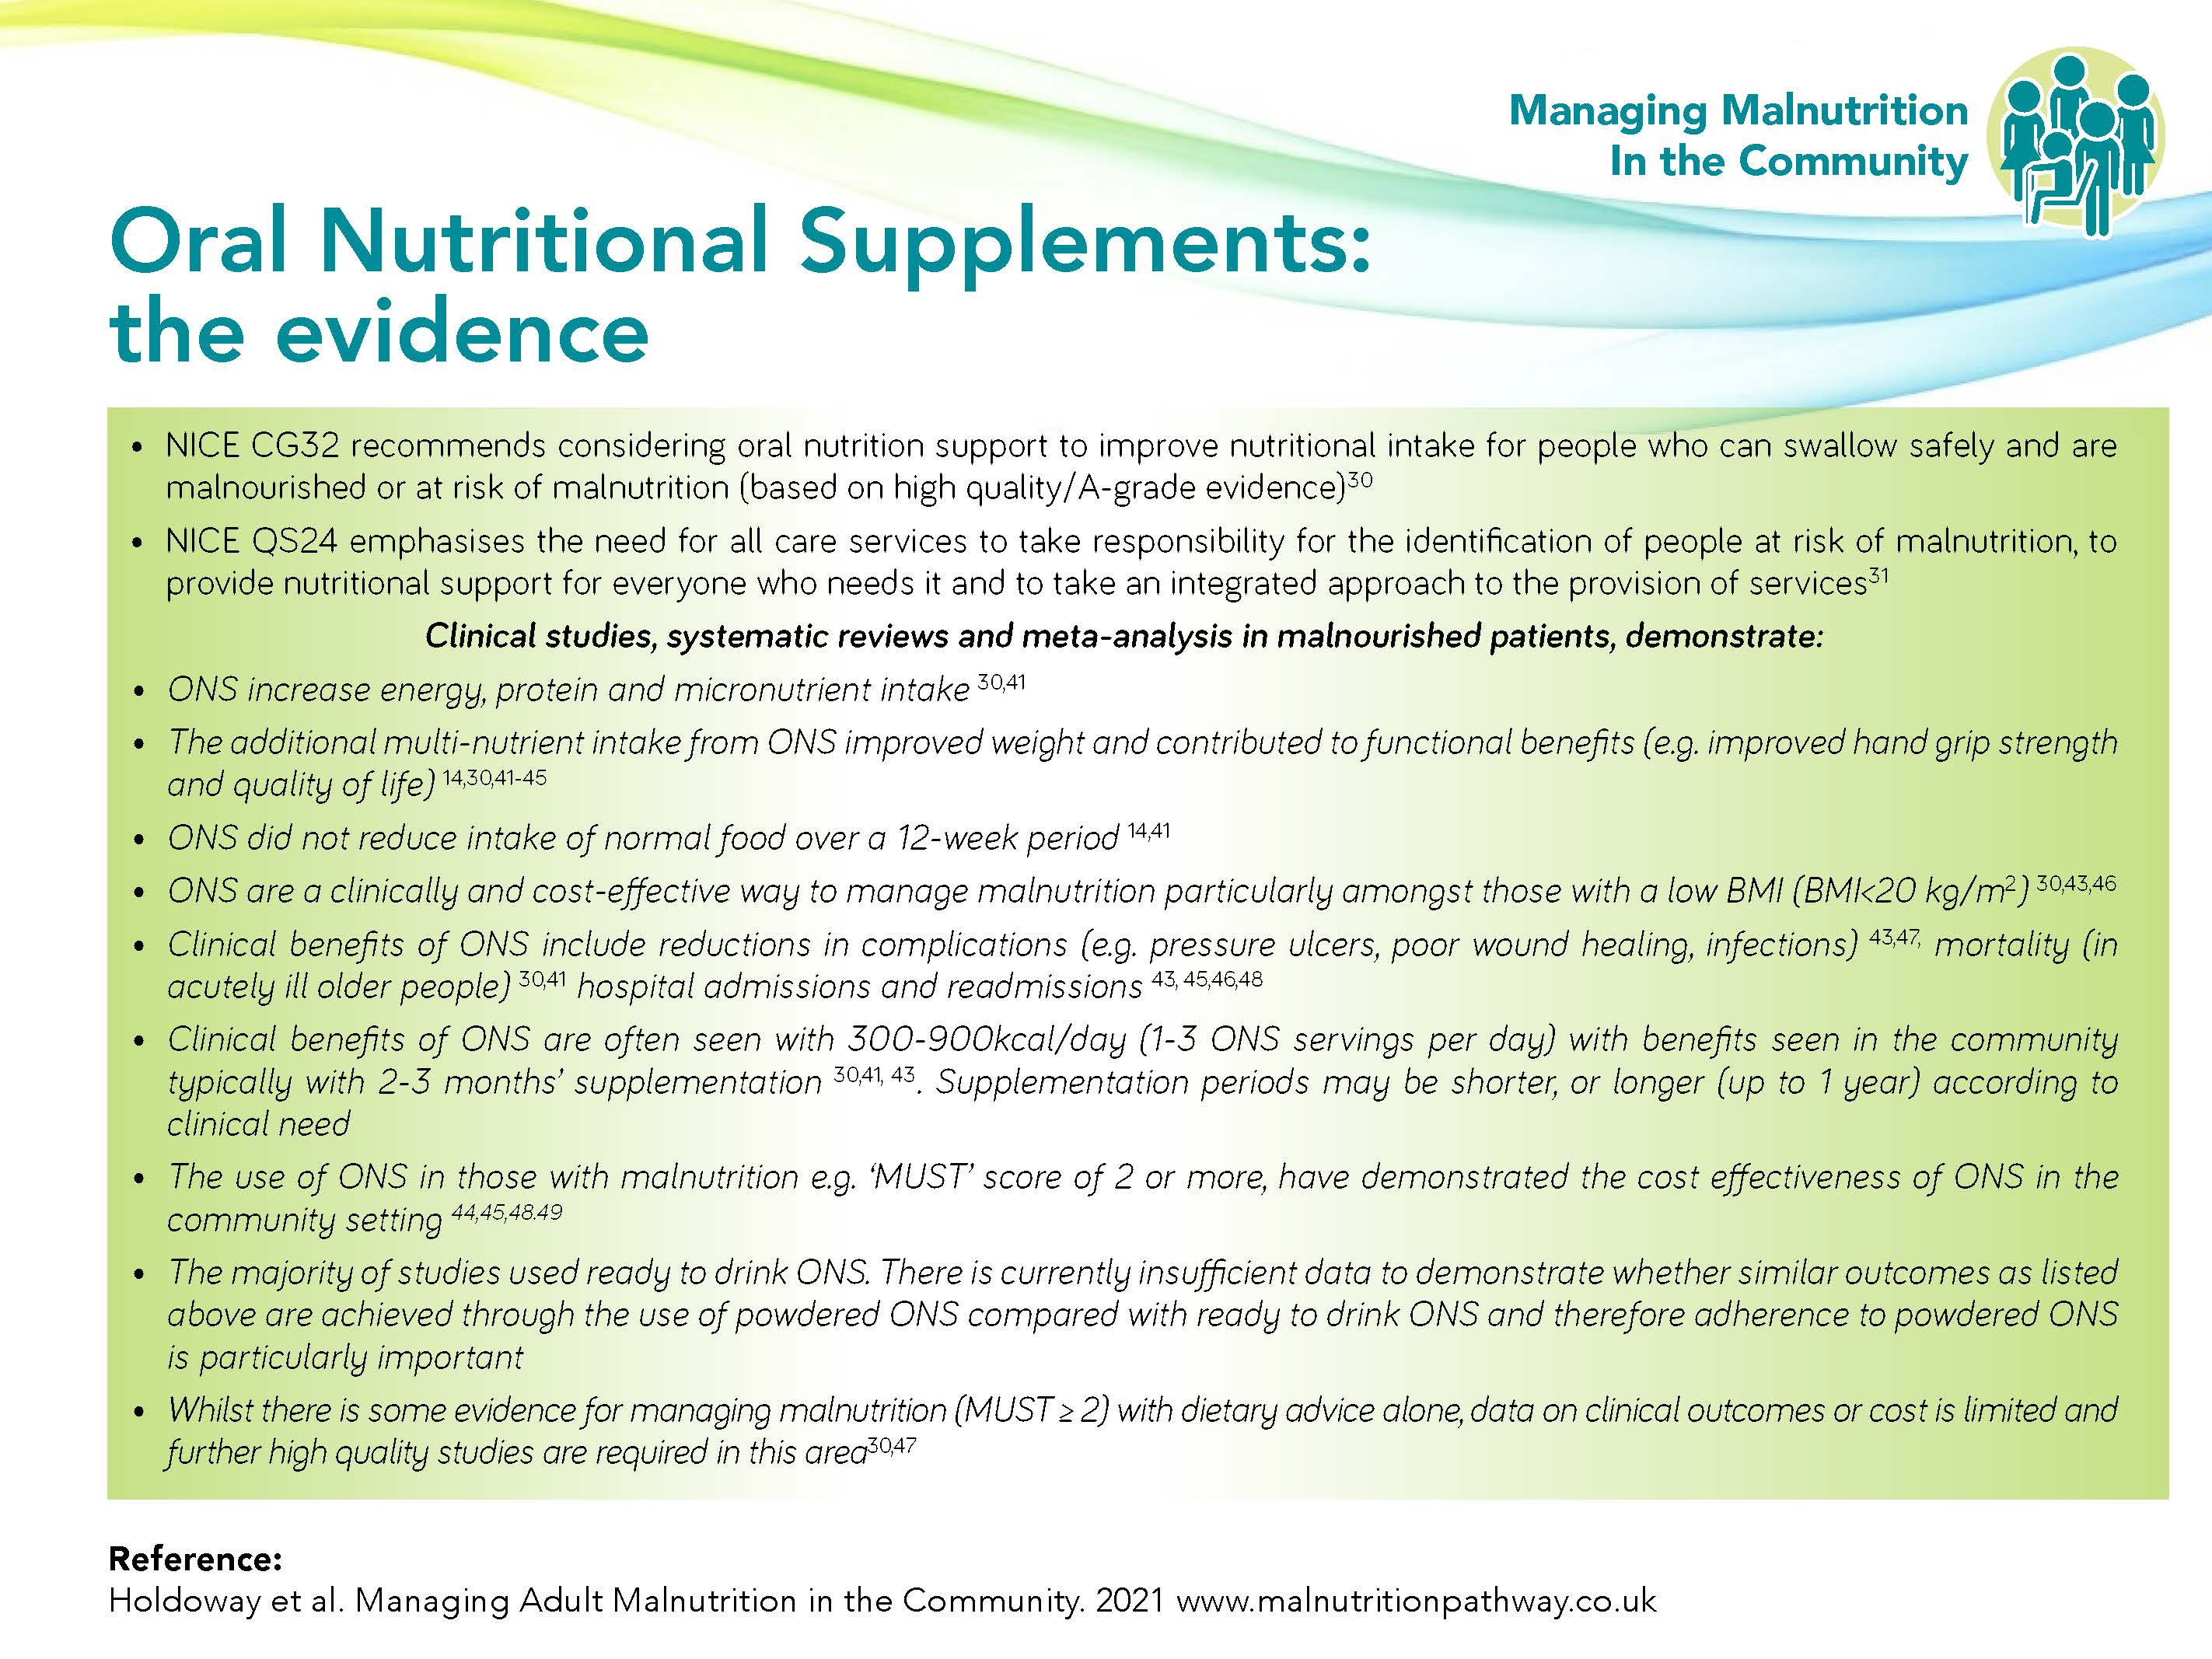 Managing Malnutrition
In the Community
Oral Nutritional Supplements:
the evidence
• NICE CG32 recommends considering oral nutrition support to improve nutritional intake for people who can swallow safely and are
malnourished or at risk of malnutrition (based on high quality/A-grade evidence)30
• NICE QS24 emphasises the need for all care services to take responsibility for the identification of people at risk of malnutrition, to
provide nutritional support for everyone who needs it and to take an integrated approach to the provision of services31
Clinical studies, systematic reviews and meta-analysis in malnourished patients, demonstrate:
• ONS increase energy, protein and micronutrient intake 30,41
• The additional multi-nutrient intake from ONS improved weight and contributed to functional benefits (e.g. improved hand grip strength
and quality of life) 14,30,41-45
• ONS did not reduce intake of normal food over a 12-week period 14,41
• ONS are a clinically and cost-effective way to manage malnutrition particularly amongst those with a low BMI (BMI<20 kg/m2) 30,43,46
• Clinical benefits of ONS include reductions in complications (e.g. pressure ulcers, poor wound healing, infections) 43,47, mortality (in
acutely ill older people) 30,41 hospital admissions and readmissions 43, 45,46,48
• Clinical benefits of ONS are often seen with 300-900kcal/day (1-3 ONS servings per day) with benefits seen in the community
typically with 2-3 months’ supplementation 30,41, 43. Supplementation periods may be shorter, or longer (up to 1 year) according to
clinical need
• The use of ONS in those with malnutrition e.g. ‘MUST’ score of 2 or more, have demonstrated the cost effectiveness of ONS in the
community setting 44,45,48.49
• The majority of studies used ready to drink ONS. There is currently insufficient data to demonstrate whether similar outcomes as listed
above are achieved through the use of powdered ONS compared with ready to drink ONS and therefore adherence to powdered ONS
is particularly important
• Whilst there is some evidence for managing malnutrition (MUST ≥ 2) with dietary advice alone, data on clinical outcomes or cost is limited and
further high quality studies are required in this area30,47
Reference:
Holdoway et al. Managing Adult Malnutrition in the Community. 2021 www.malnutritionpathway.co.uk